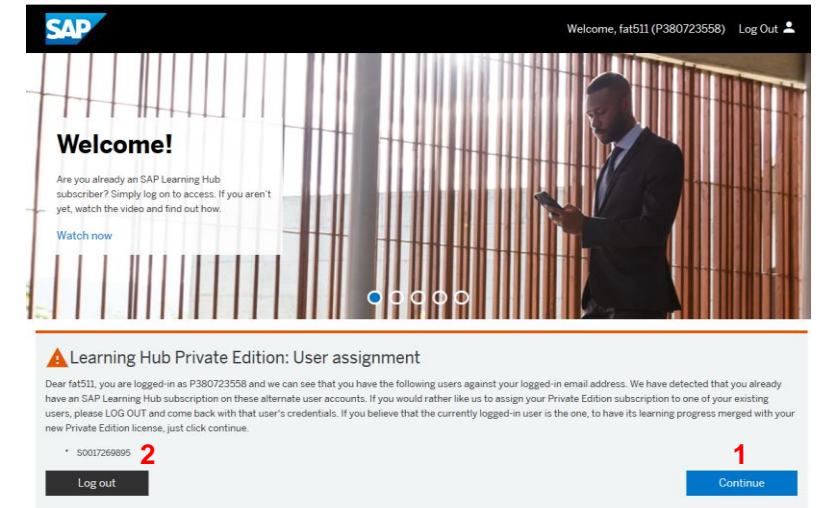 SAP
Welcome, fat511 (P380723558) Log Out
Welcome!
Are you already an SAP Learning Hub
subscriber? Simply log on to access. If you aren't
yet, watch the video and find out how.
Watch now
Learning Hub Private Edition: User assignment
Dear fat511, you are logged-in as P380723558 and we can see that you have the following users against your logged-in email address. We have detected that you already
have an SAP Learning Hub subscription on these alternate user accounts. If you would rather like us to assign your Private Edition subscription to one of your existing
users, please LOG OUT and come back with that user's credentials. If you believe that the currently logged-in user is the one, to have its learning progress merged with your
new Private Edition license, just click continue.
* S0017269895 2
1
Log out
Continue